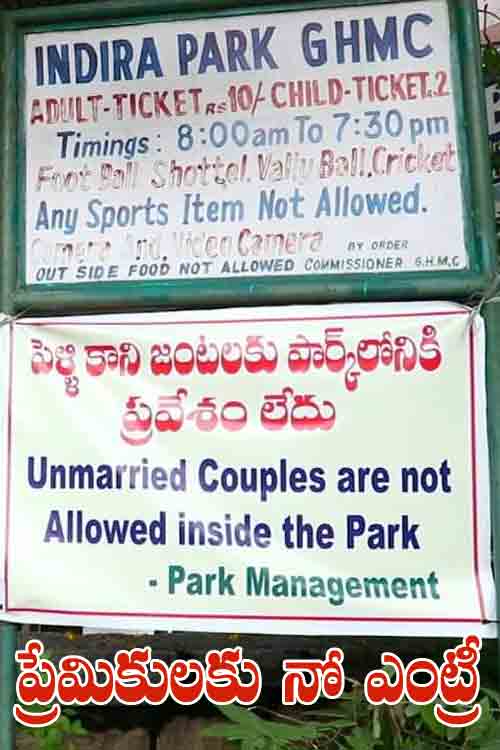 INDIRA PARK GHMC
ADULT-TICKET Rs 10/- CHILD-TICKET.2
Timings : 8:00am To 7:30pm
Foot Ball Shottel. Vally Ball,Cricket
Any Sports Item Not Allowed.
Camera And, Video Camera BY ORDER
OUT SIDE FOOD NOT ALLOWED COMMISSIONER G.H.M.C
పెళ్ళి కాని జంటలకు పార్క్‌లోనికి
ప్రవేశం లేదు
Unmarried Couples are not
Allowed inside the Park
- Park Management
ప్రేమికులకు నో ఎంట్రీ